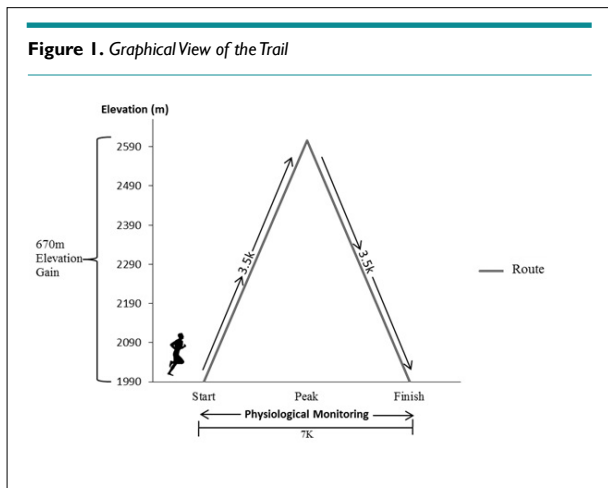 Figure 1. Graphical View of the Trail
Elevation (m)
2590
2490
2390
2290
2190
2090
1990
670m
Elevation
Gain
3.5k
3.5k
Route
Start Peak Finish
Physiological Monitoring
7K